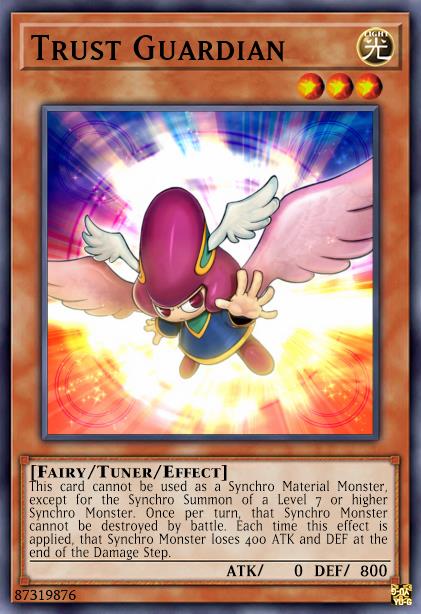 TRUST GUARDIAN
LIGHT
光
[FAIRY/TUNER/EFFECT]
This card cannot be used as a Synchro Material Monster,
except for the Synchro Summon of a Level 7 or higher
Synchro Monster. Once per turn, that Synchro Monster
cannot be destroyed by battle. Each time this effect is
applied, that Synchro Monster loses 400 ATK and DEF at the
end of the Damage Step.
ATK/ 0 DEF/ 800
87319876